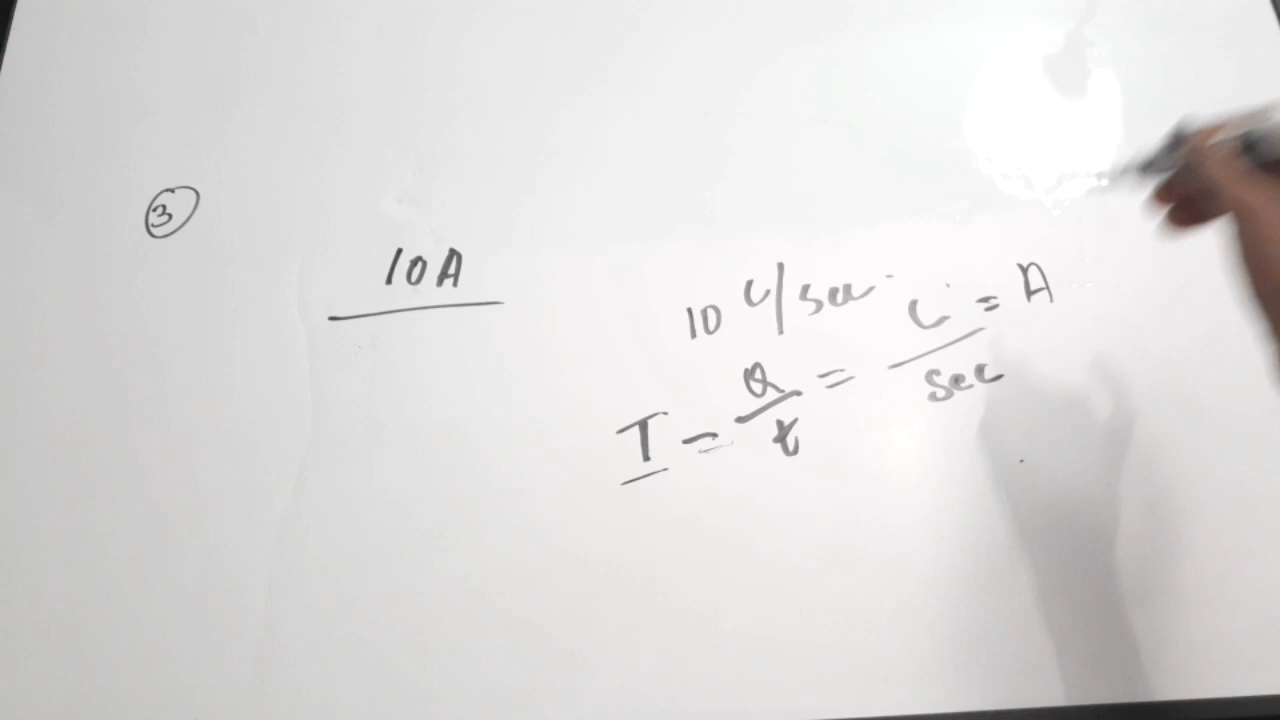 3
10A
10 C/sec
C/sec = A
I = Q/t =